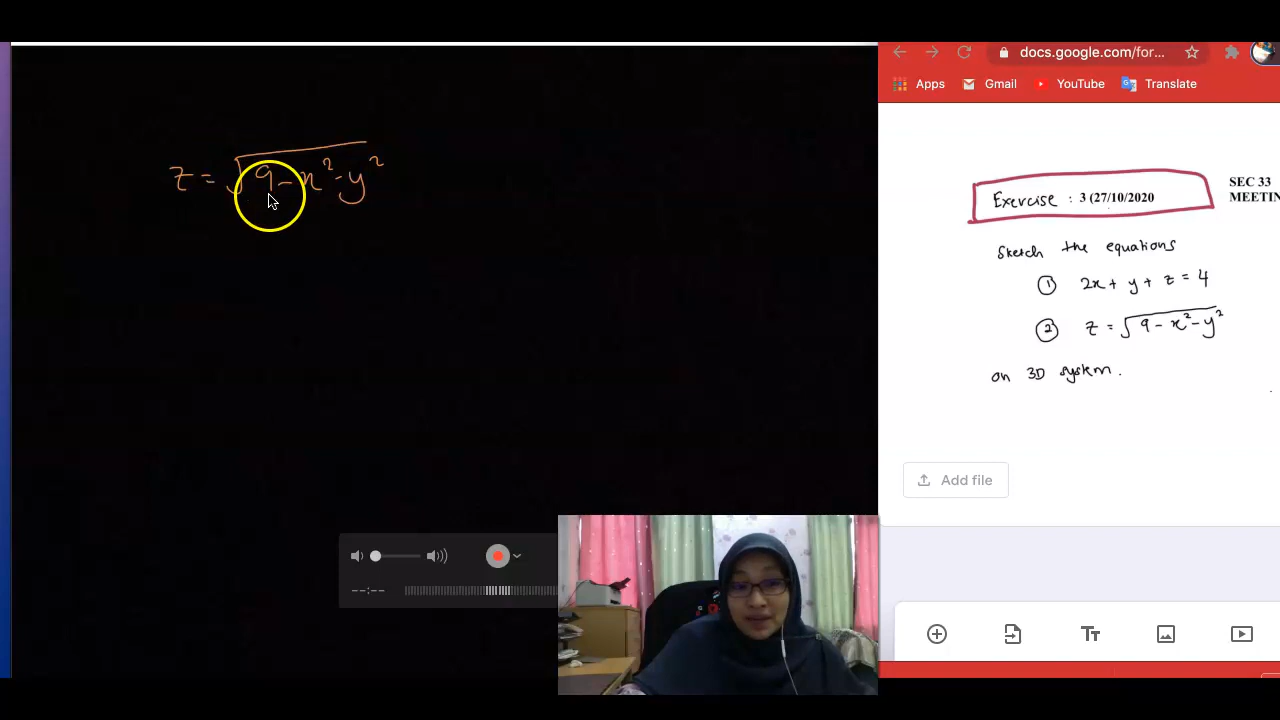 z = √9 - x² - y²
docs.google.com/for...
Apps Gmail YouTube Translate
Exercise : 3 (27/10/2020
SEC 33
MEETIN
Sketch the equations
① 2x + y + z = 4
② z = √9 - x² - y²
on 3D system.
Add file
--:--
TT